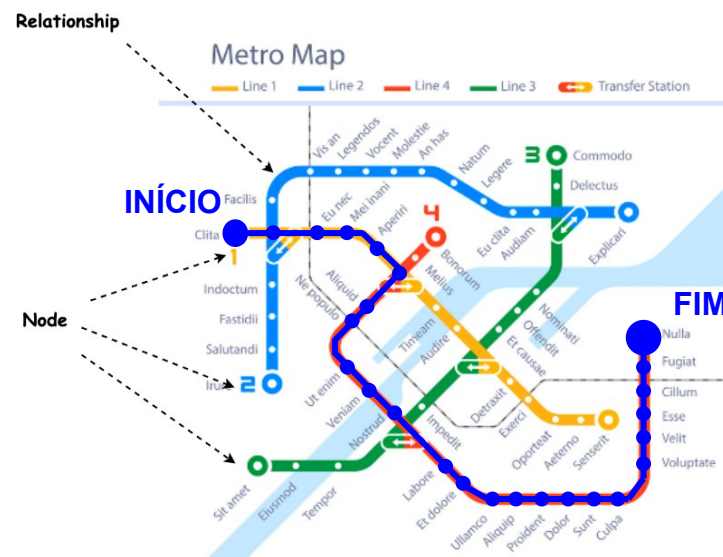 Relationship
Metro Map
Line 1
Line 2
Line 4
Line 3
Transfer Station
Vis an
Legendos
Vocent
Molestie
An has
Natum
Legere
3
Commodo
Delectus
Facilis
INÍCIO
Eu nec
Mei inani
Aperiri
4
Bonorum
Eu clita
Audiam
Explicari
Clita
1
Indoctum
Fastidii
Salutandi
2
Ne populo
Aliquid
Melius
Timeam
Audire
Nominati
Offendit
Et causae
FIM
Nulla
Fugiat
Cillum
Esse
Velit
Voluptate
Node
Ut enim
Veniam
Nostrud
Impedit
Detraxit
Exerci
Oporteat
Aeterno
Senserit
Sit amet
Eiusmod
Tempor
Labore
Et dolore
Ullamco
Aliquip
Proident
Dolor
Sunt
Culpa